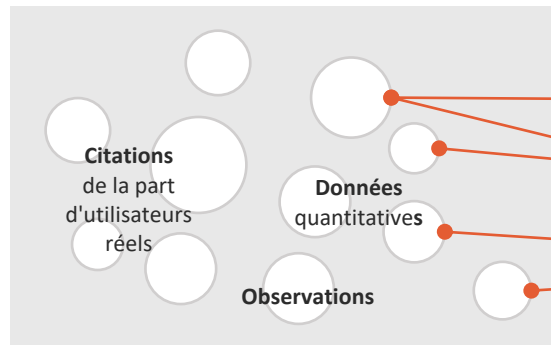 Citations
de la part
d'utilisateurs
réels
Données
quantitatives
Observations